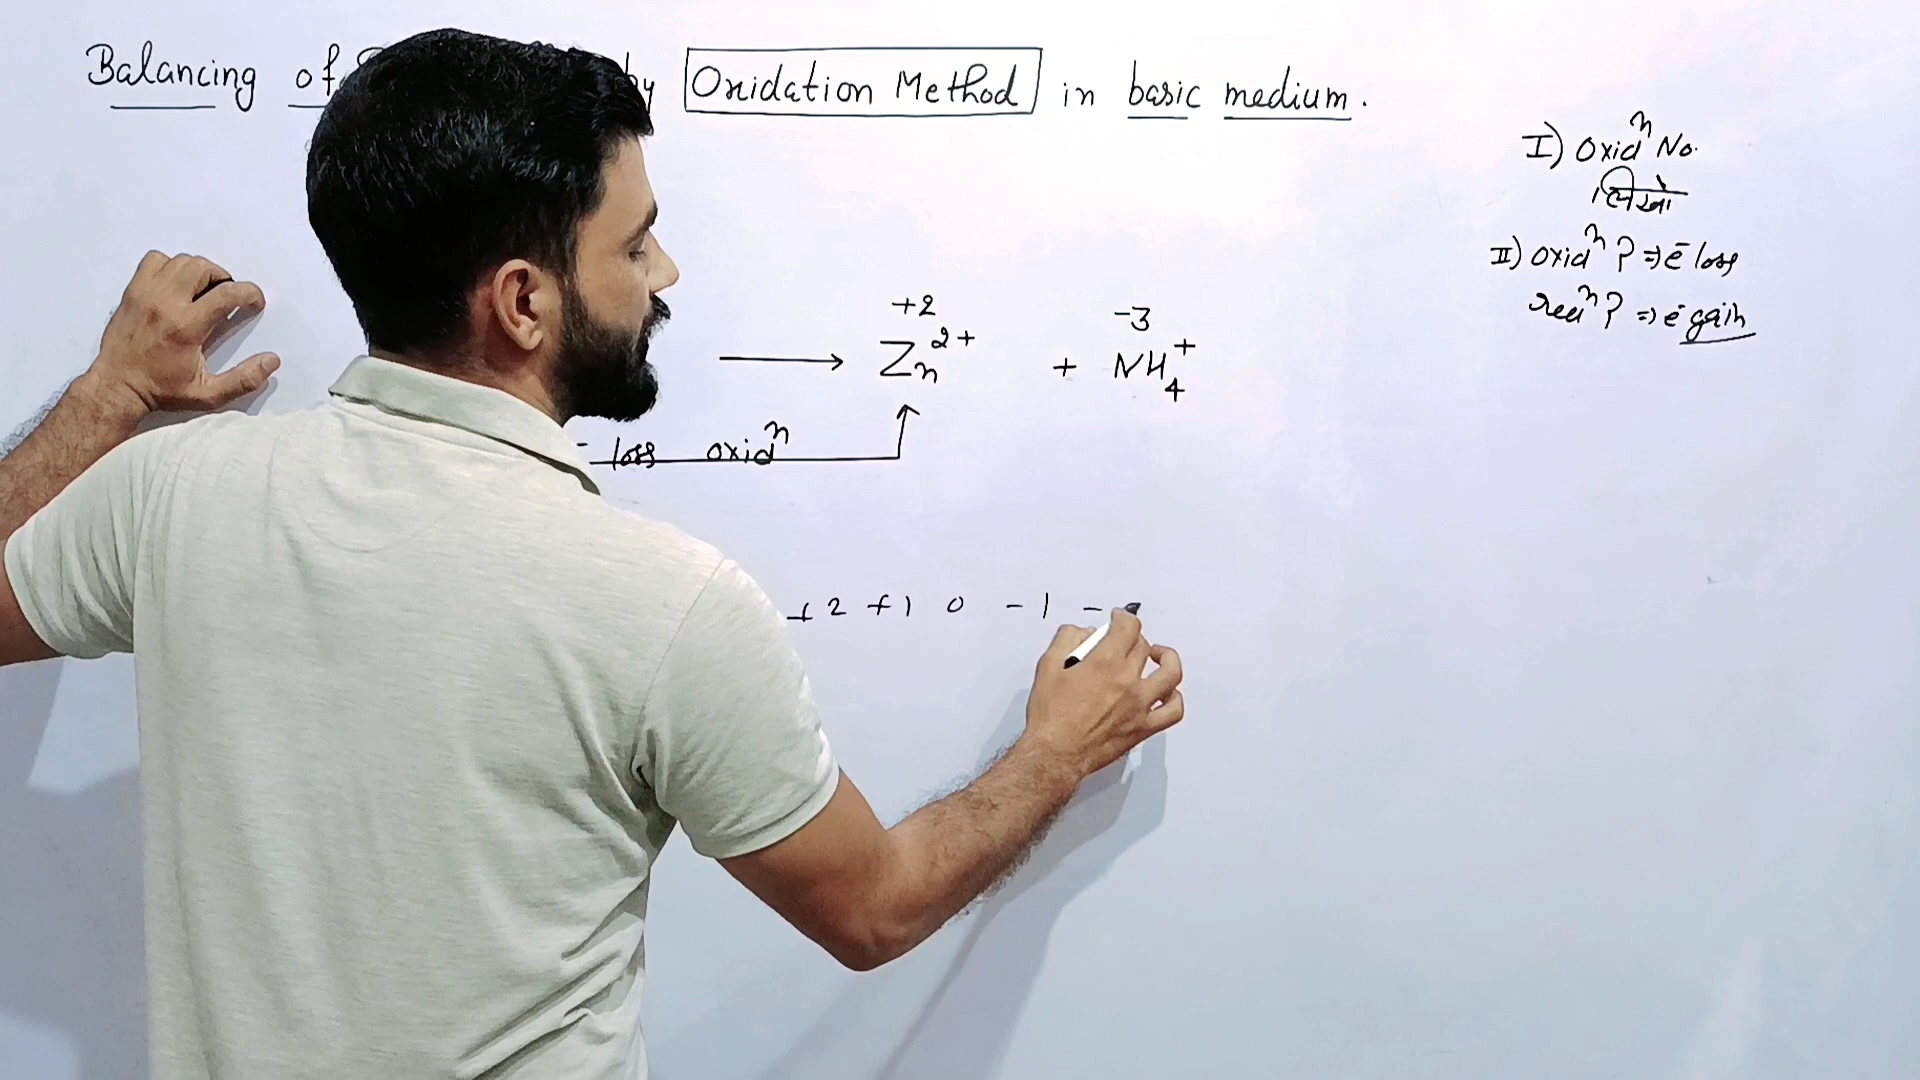 Balancing of by Oxidation Method in basic medium.
I) Oxidⁿ No.
लिखो
II) Oxidⁿ ? ⇒ e⁻ loss
redⁿ ? ⇒ e⁻ gain
+2 -3
⟶ Zn²⁺ + NH₄⁺
loss oxidⁿ
+2 +1 0 -1 -